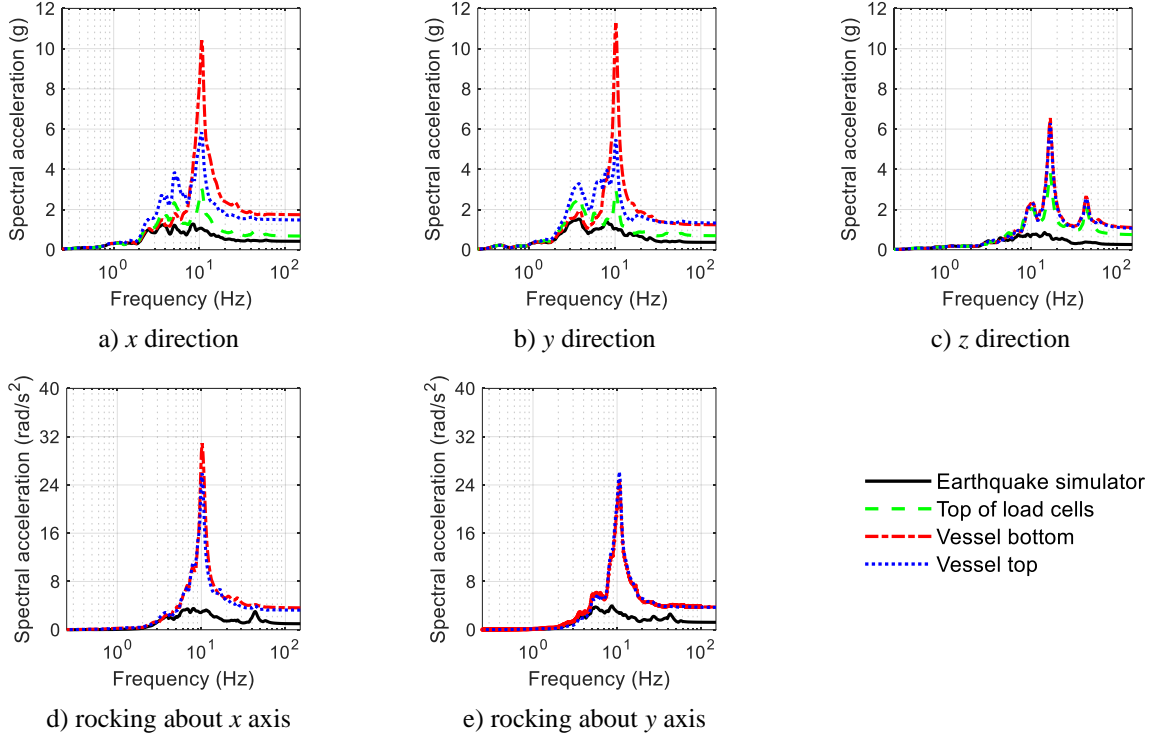 12
10
8
6
4
2
0
Spectral acceleration (g)
10^0 10^1 10^2
Frequency (Hz)
a) x direction
12
10
8
6
4
2
0
Spectral acceleration (g)
10^0 10^1 10^2
Frequency (Hz)
b) y direction
12
10
8
6
4
2
0
Spectral acceleration (g)
10^0 10^1 10^2
Frequency (Hz)
c) z direction
40
32
24
16
8
0
Spectral acceleration (rad/s^2)
10^0 10^1 10^2
Frequency (Hz)
d) rocking about x axis
40
32
24
16
8
0
Spectral acceleration (rad/s^2)
10^0 10^1 10^2
Frequency (Hz)
e) rocking about y axis
Earthquake simulator
Top of load cells
Vessel bottom
Vessel top